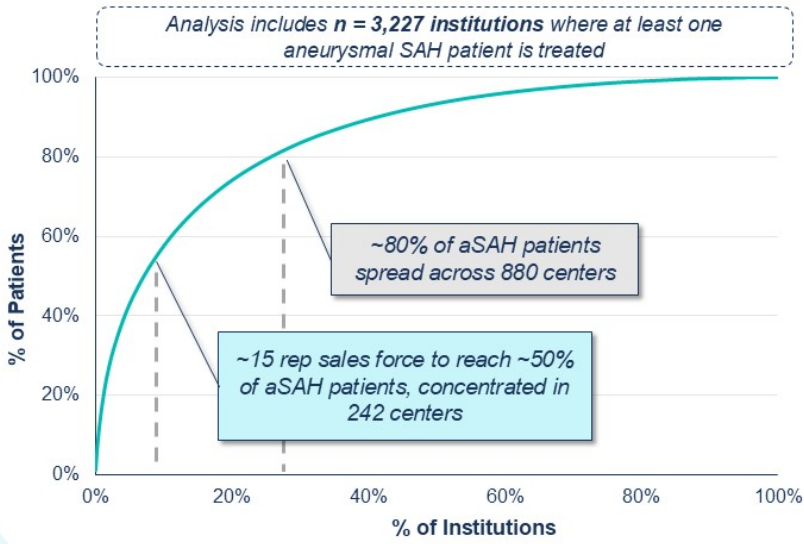 Analysis includes n = 3,227 institutions where at least one
aneurysmal SAH patient is treated
100%
80%
60%
40%
20%
0%
% of Patients
~80% of aSAH patients
spread across 880 centers
~15 rep sales force to reach ~50%
of aSAH patients, concentrated in
242 centers
0%
20%
40%
60%
80%
100%
% of Institutions